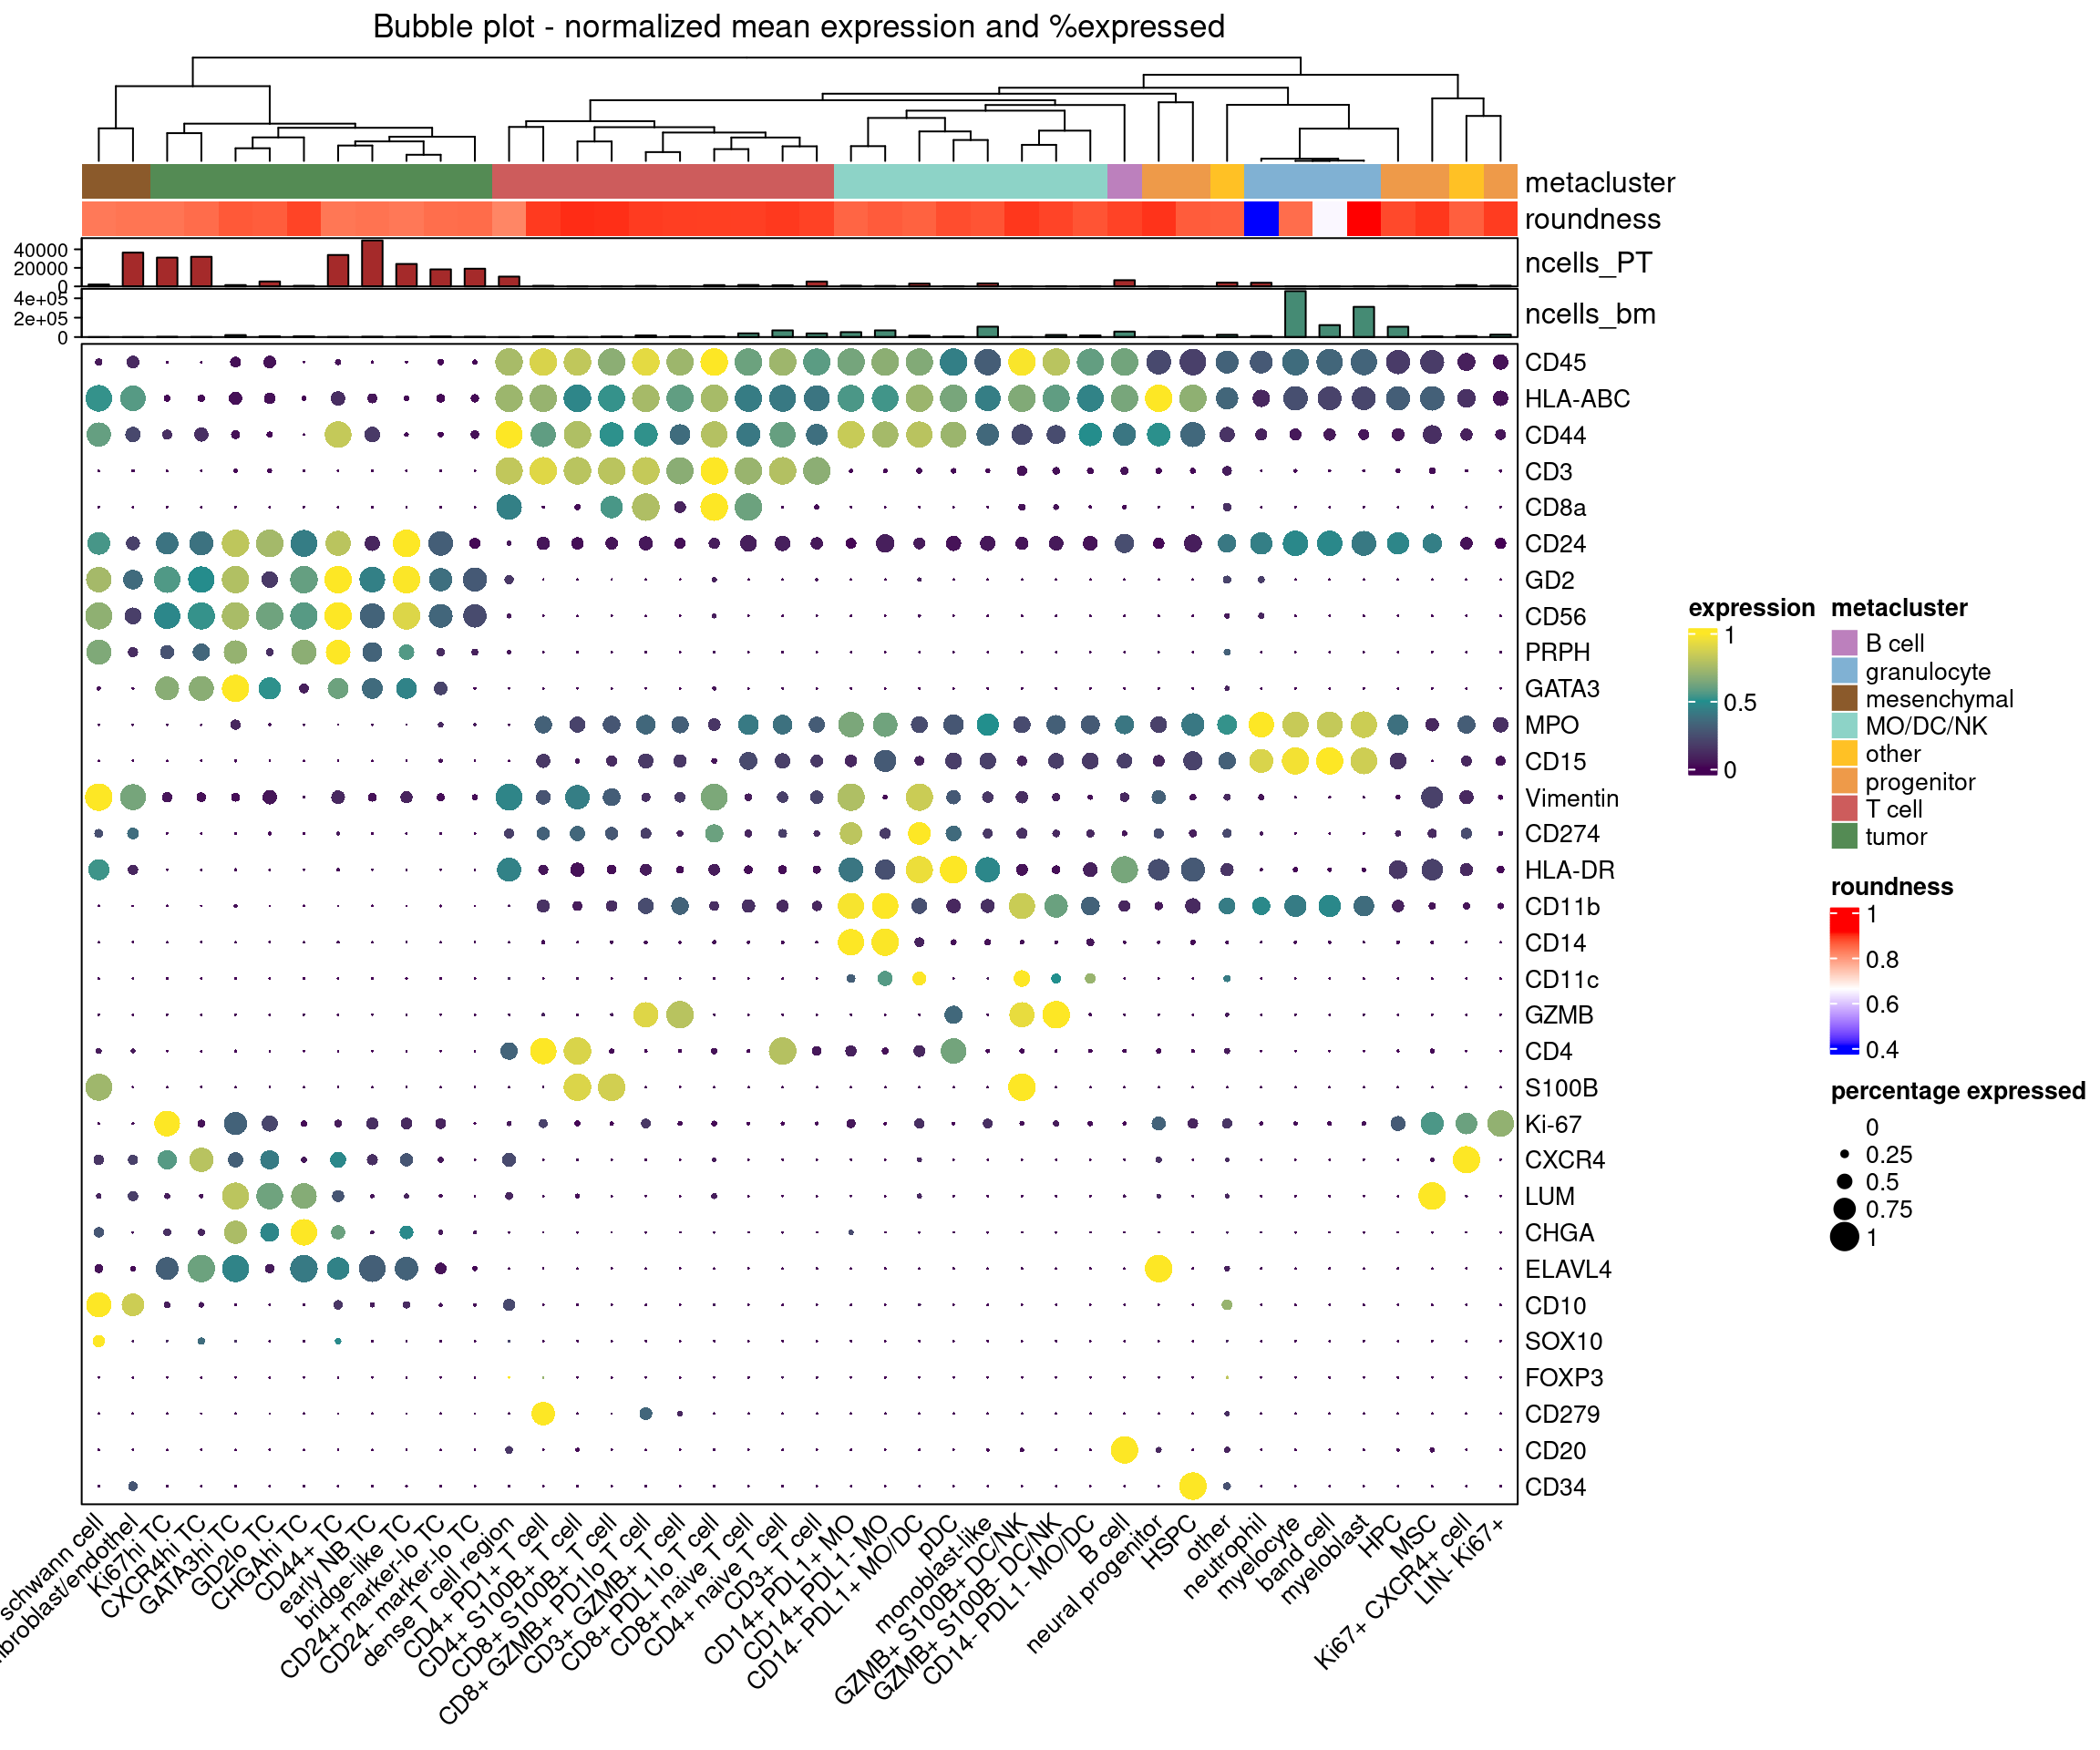 Bubble plot - normalized mean expression and %expressed
metacluster
roundness
40000
20000
0
ncells_PT
4e+05
2e+05
0
ncells_bm
CD45
HLA-ABC
CD44
CD3
CD8a
CD24
GD2
CD56
PRPH
GATA3
MPO
CD15
Vimentin
CD274
HLA-DR
CD11b
CD14
CD11c
GZMB
CD4
S100B
Ki-67
CXCR4
LUM
CHGA
ELAVL4
CD10
SOX10
FOXP3
CD279
CD20
CD34
schwann cell
ibroblast/endothel
Ki67hi TC
CXCR4hi TC
GATA3hi TC
GD2lo TC
CHGAhi TC
CD44+ TC
early NB TC
bridge-like TC
CD24+ marker-lo TC
CD24- marker-lo TC
dense T cell region
CD4+ PD1+ T cell
CD4+ S100B+ T cell
CD8+ S100B+ T cell
CD8+ GZMB+ PD1lo T cell
CD3+ GZMB+ T cell
CD8+ PDL1lo T cell
CD8+ naive T cell
CD4+ naive T cell
CD3+ T cell
CD14+ PDL1+ MO
CD14+ PDL1- MO
CD14- PDL1+ MO/DC
pDC
monoblast-like
GZMB+ S100B+ DC/NK
GZMB+ S100B- DC/NK
CD14- PDL1- MO/DC
B cell
neural progenitor
HSPC
other
neutrophil
myelocyte
band cell
myeloblast
HPC
MSC
Ki67+ CXCR4+ cell
LIN- Ki67+
expression
1
0.5
0
metacluster
B cell
granulocyte
mesenchymal
MO/DC/NK
other
progenitor
T cell
tumor
roundness
1
0.8
0.6
0.4
percentage expressed
0
0.25
0.5
0.75
1